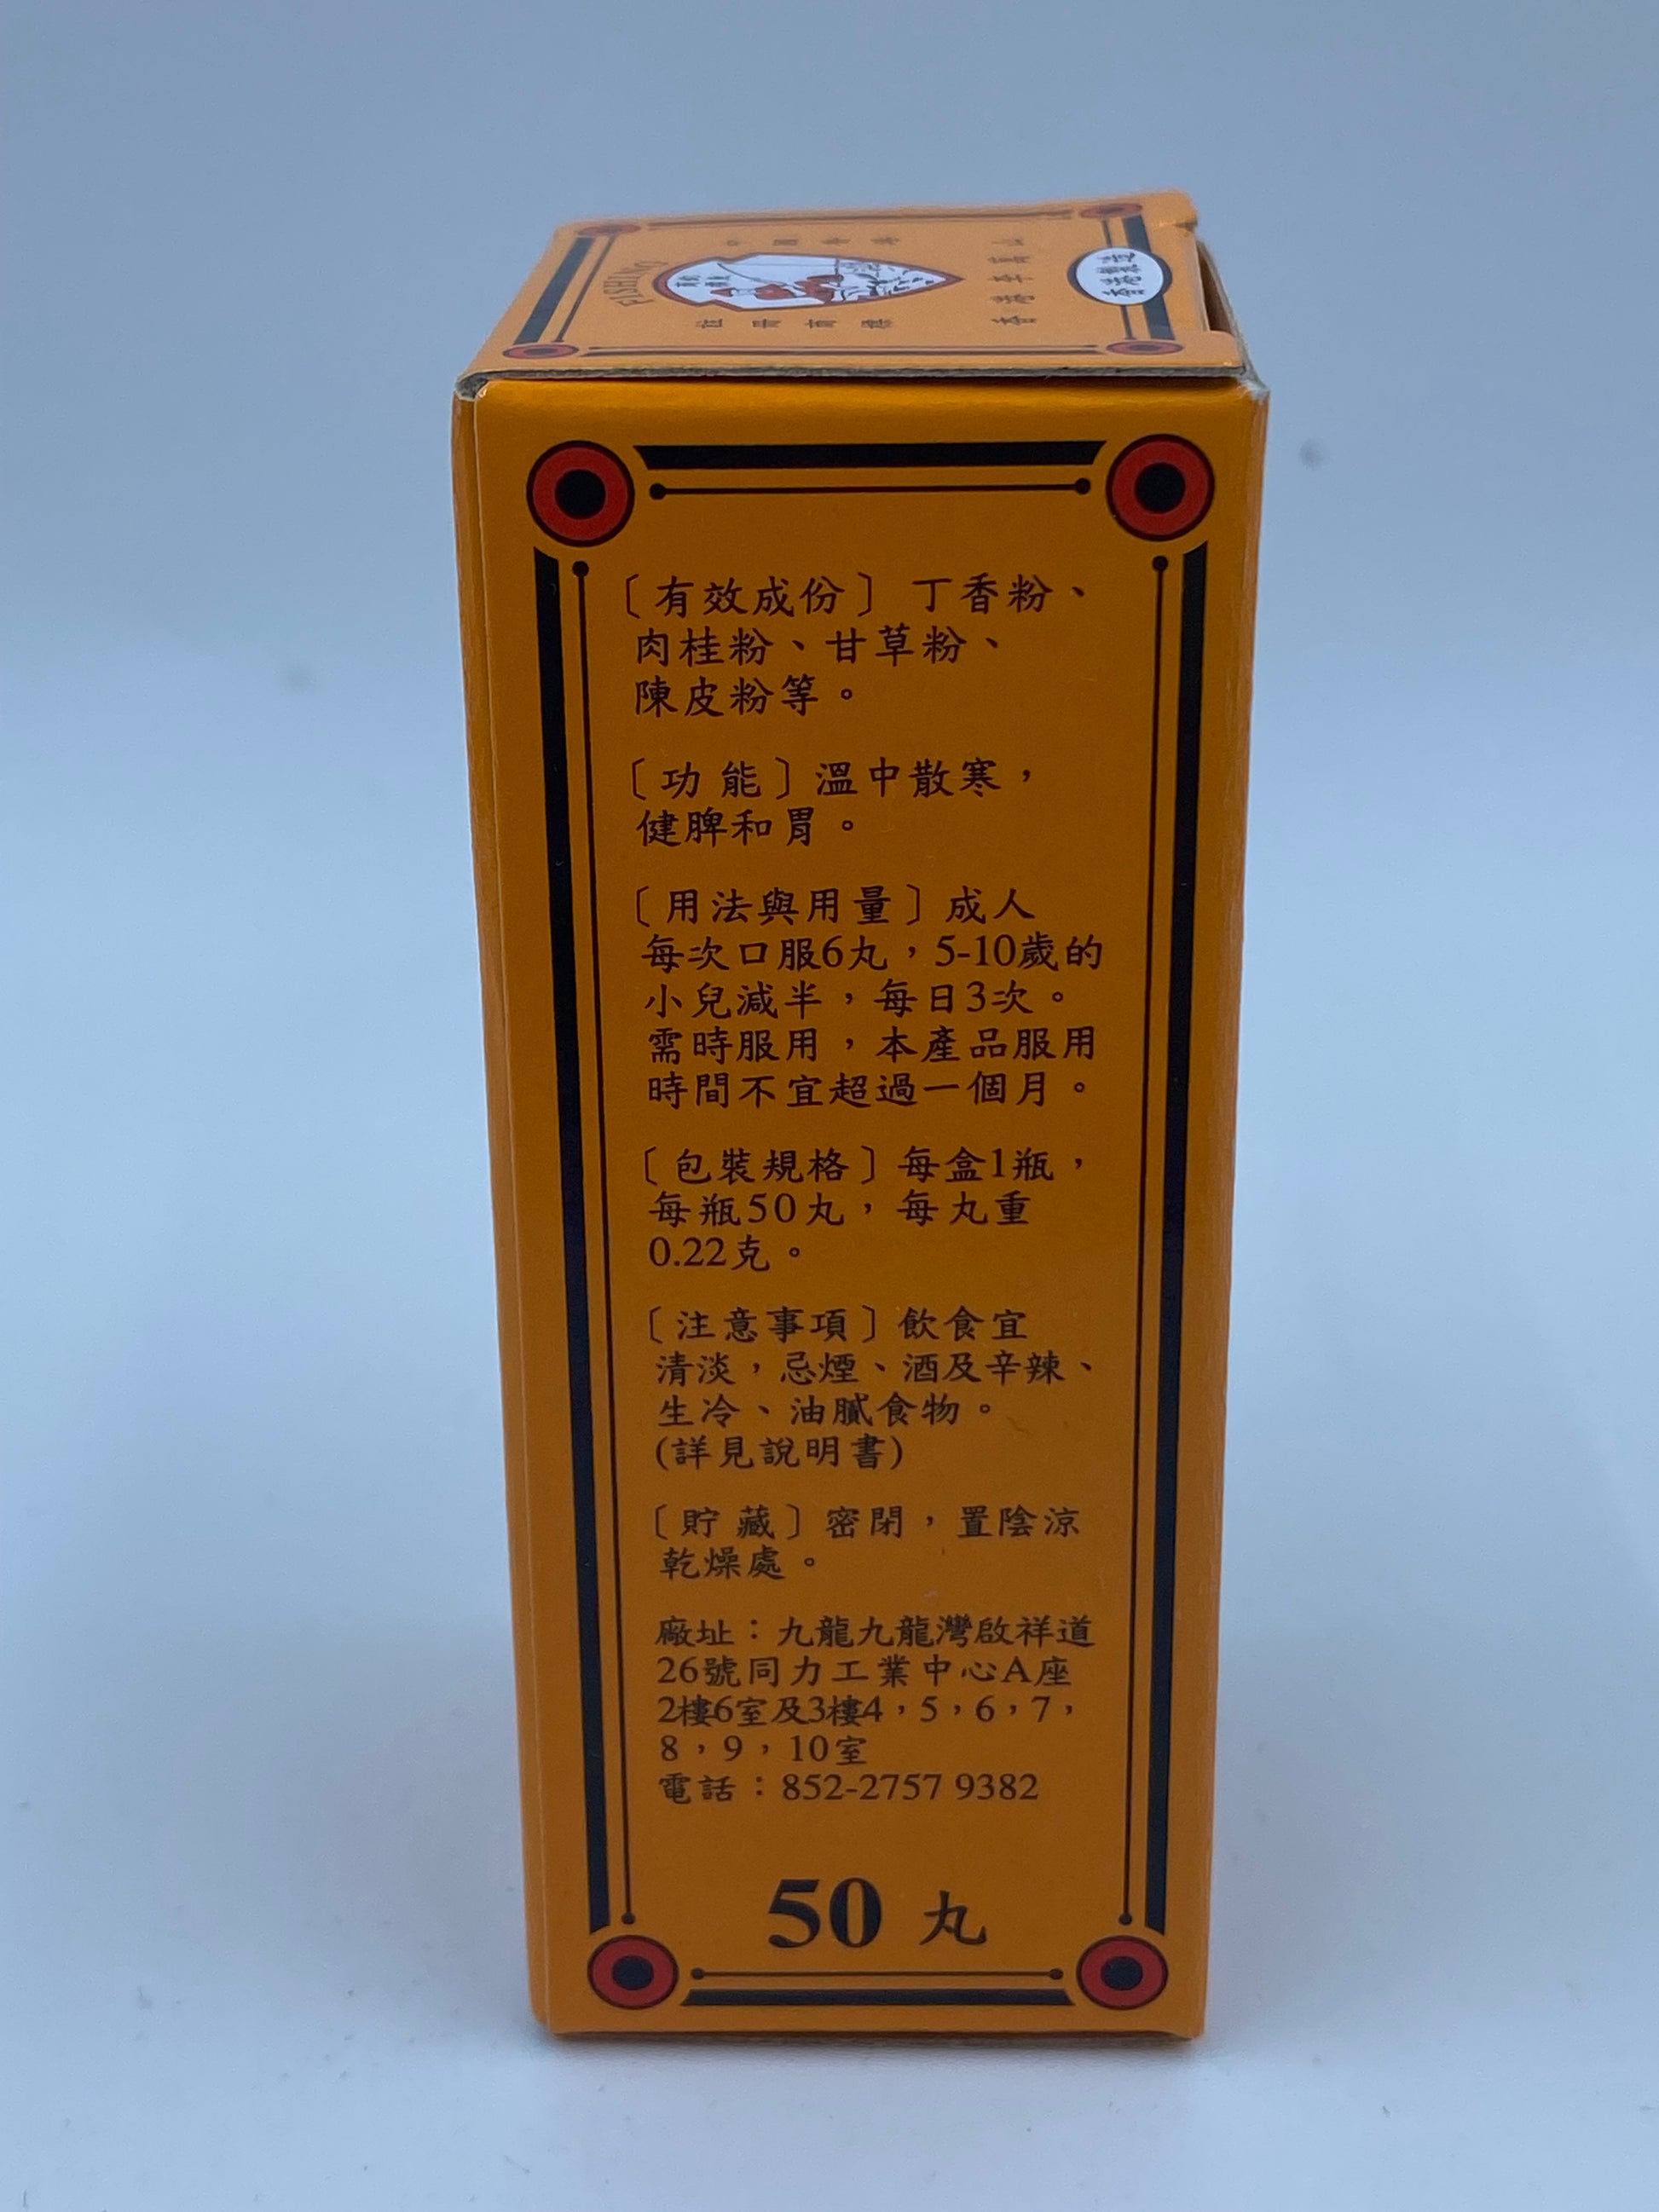 FISHING
香港製造
〔有效成份〕丁香粉、
肉桂粉、甘草粉、
陳皮粉等。
〔功能〕溫中散寒，
健脾和胃。
〔用法與用量〕成人
每次口服6丸，5-10歲的
小兒減半，每日3次。
需時服用，本產品服用
時間不宜超過一個月。
〔包裝規格〕每盒1瓶，
每瓶50丸，每丸重
0.22克。
〔注意事項〕飲食宜
清淡，忌煙、酒及辛辣、
生冷、油膩食物。
(詳見說明書)
〔貯藏〕密閉，置陰涼
乾燥處。
廠址：九龍九龍灣啟祥道
26號同力工業中心A座
2樓6室及3樓4，5，6，7，
8，9，10室
電話：852-2757 9382
50 丸